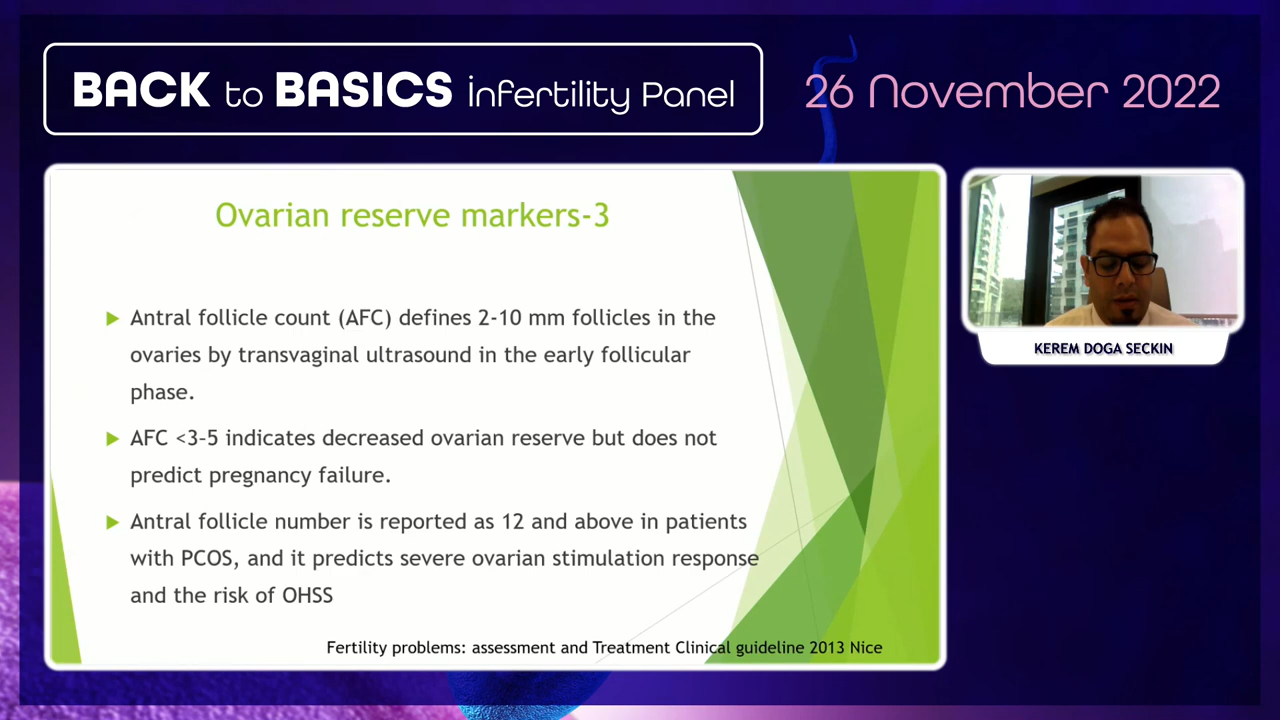 BACK to BASICS infertility Panel
26 November 2022
Ovarian reserve markers-3
Antral follicle count (AFC) defines 2-10 mm follicles in the
ovaries by transvaginal ultrasound in the early follicular
phase.
AFC <3–5 indicates decreased ovarian reserve but does not
predict pregnancy failure.
Antral follicle number is reported as 12 and above in patients
with PCOS, and it predicts severe ovarian stimulation response
and the risk of OHSS
Fertility problems: assessment and Treatment Clinical guideline 2013 Nice
KEREM DOGA SECKIN